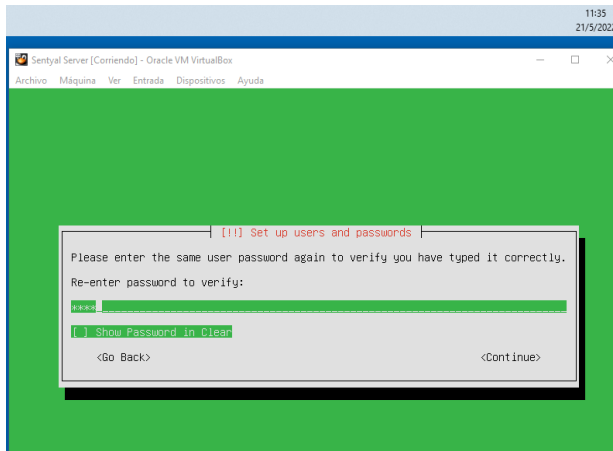 11:35
21/5/2022
Sentyal Server [Corriendo] - Oracle VM VirtualBox
Archivo Máquina Ver Entrada Dispositivos Ayuda
[!!] Set up users and passwords
Please enter the same user password again to verify you have typed it correctly.
Re-enter password to verify:
****
[ ] Show Password in Clear
<Go Back> <Continue>